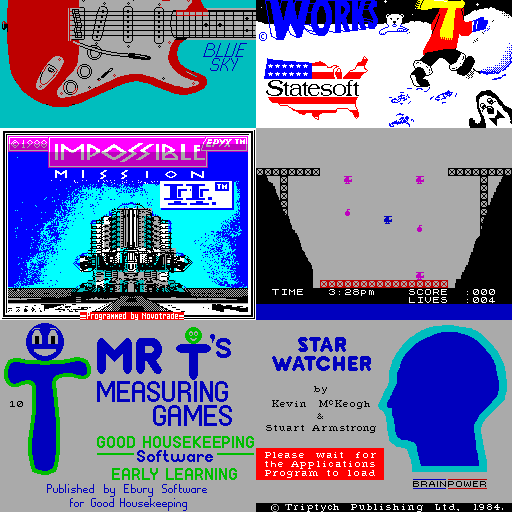 BLUE
SKY
WORKS
©
Statesoft
©1988
EPYX™
IMPOSSIBLE
MISSION
II.™
Programmed by Novotrade
TIME 3:28pm SCORE :000
LIVES :004
MR T's
MEASURING
GAMES
10
GOOD HOUSEKEEPING
Software
EARLY LEARNING
Published by Ebury Software
for Good Housekeeping
STAR
WATCHER
by
Kevin McKeogh
&
Stuart Armstrong
Please wait for
the Applications
Program to load
BRAINPOWER
© Triptych Publishing Ltd, 1984.